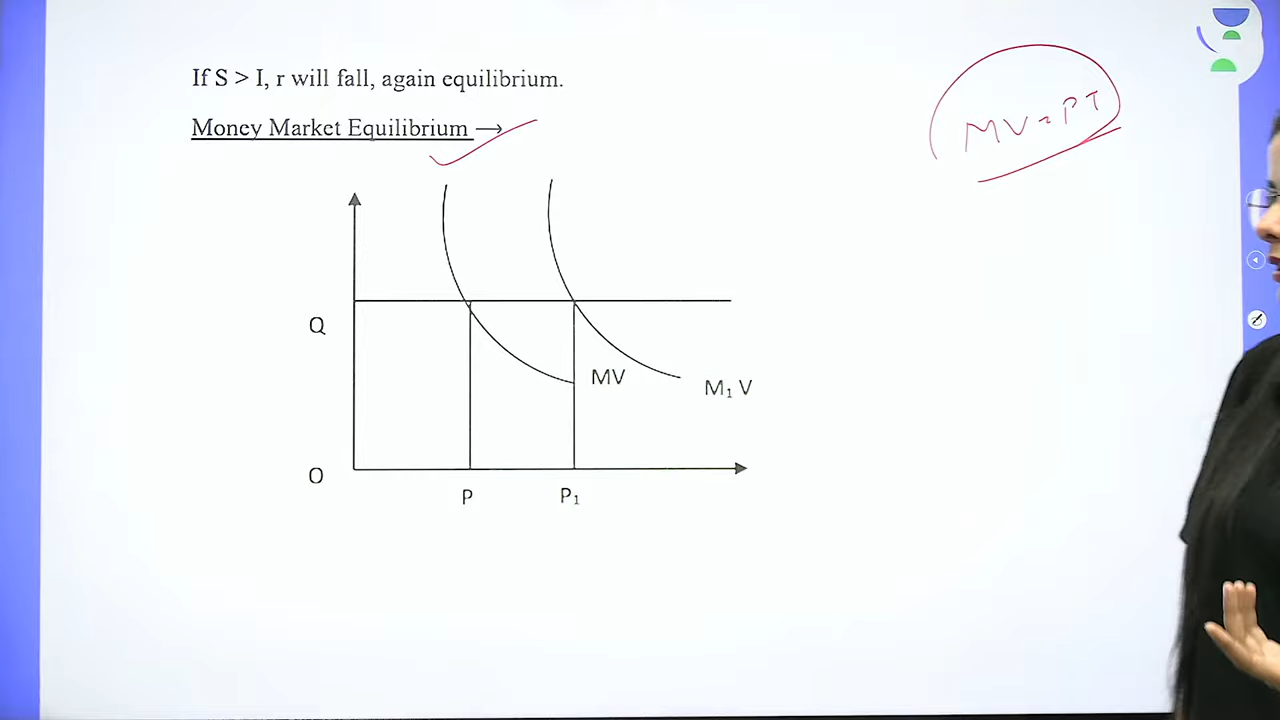 If S > I, r will fall, again equilibrium.
Money Market Equilibrium →
MV = PT
Q
MV
M₁ V
O
P
P₁